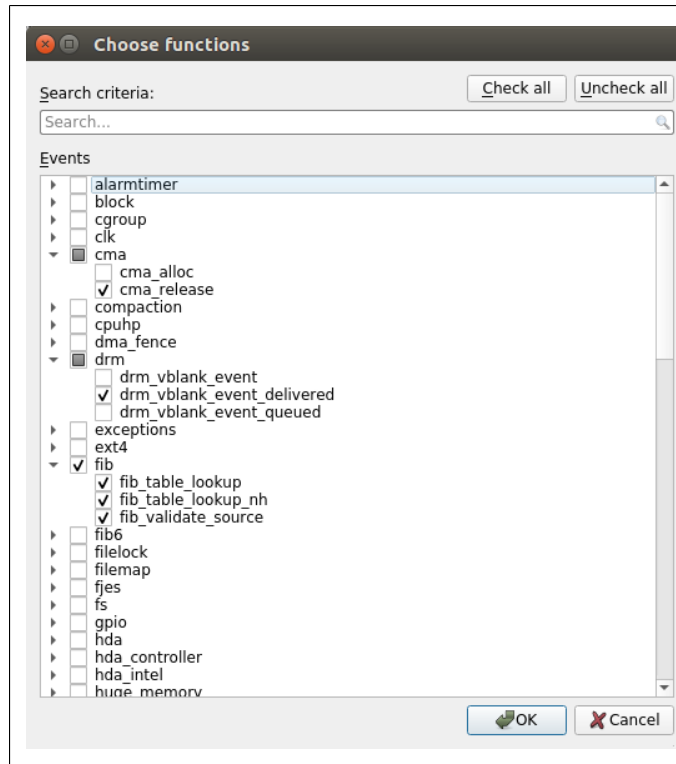 Choose functions
Search criteria:
Check all
Uncheck all
Search...
Events
alarmtimer
block
cgroup
clk
cma
cma_alloc
cma_release
compaction
cpuhp
dma_fence
drm
drm_vblank_event
drm_vblank_event_delivered
drm_vblank_event_queued
exceptions
ext4
fib
fib_table_lookup
fib_table_lookup_nh
fib_validate_source
fib6
filelock
filemap
fjes
fs
gpio
hda
hda_controller
hda_intel
huge_memory
OK
Cancel